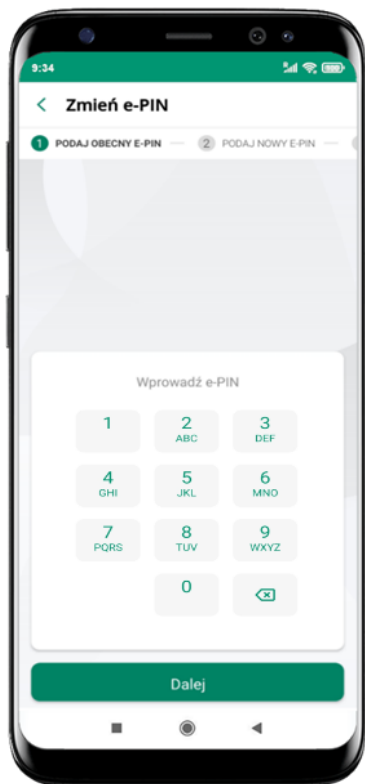 9:34
Zmień e-PIN
1 PODAJ OBECNY E-PIN — 2 PODAJ NOWY E-PIN —
Wprowadź e-PIN
1 2 3
ABC DEF
4 5 6
GHI JKL MNO
7 8 9
PQRS TUV WXYZ
0
Dalej